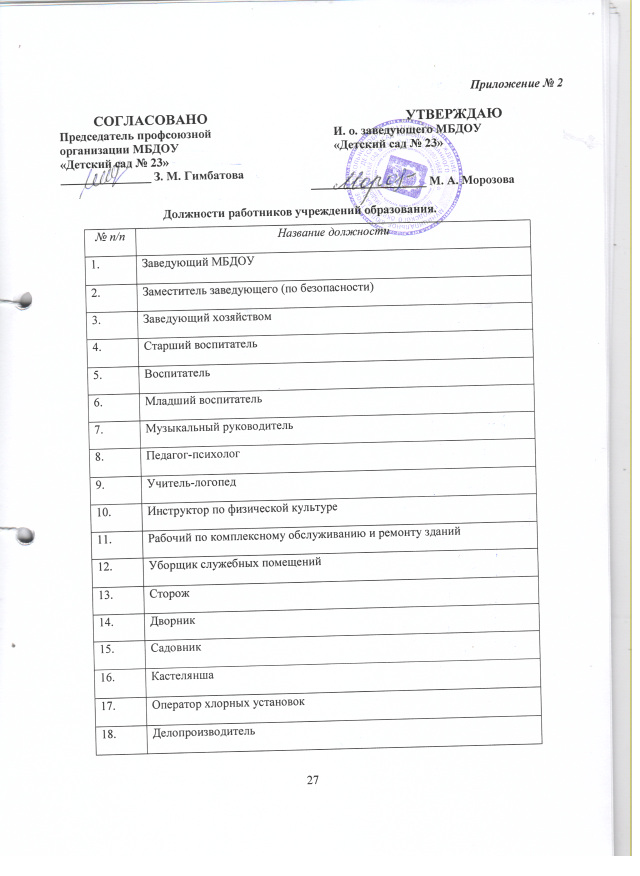 Приложение № 2
СОГЛАСОВАНО
Председатель профсоюзной
организации МБДОУ
«Детский сад № 23»
З. М. Гимбатова
УТВЕРЖДАЮ
И. о. заведующего МБДОУ
«Детский сад № 23»
М. А. Морозова
Должности работников учреждений образования.
№ п/п Название должности
1. Заведующий МБДОУ
2. Заместитель заведующего (по безопасности)
3. Заведующий хозяйством
4. Старший воспитатель
5. Воспитатель
6. Младший воспитатель
7. Музыкальный руководитель
8. Педагог-психолог
9. Учитель-логопед
10. Инструктор по физической культуре
11. Рабочий по комплексному обслуживанию и ремонту зданий
12. Уборщик служебных помещений
13. Сторож
14. Дворник
15. Садовник
16. Кастелянша
17. Оператор хлорных установок
18. Делопроизводитель
27